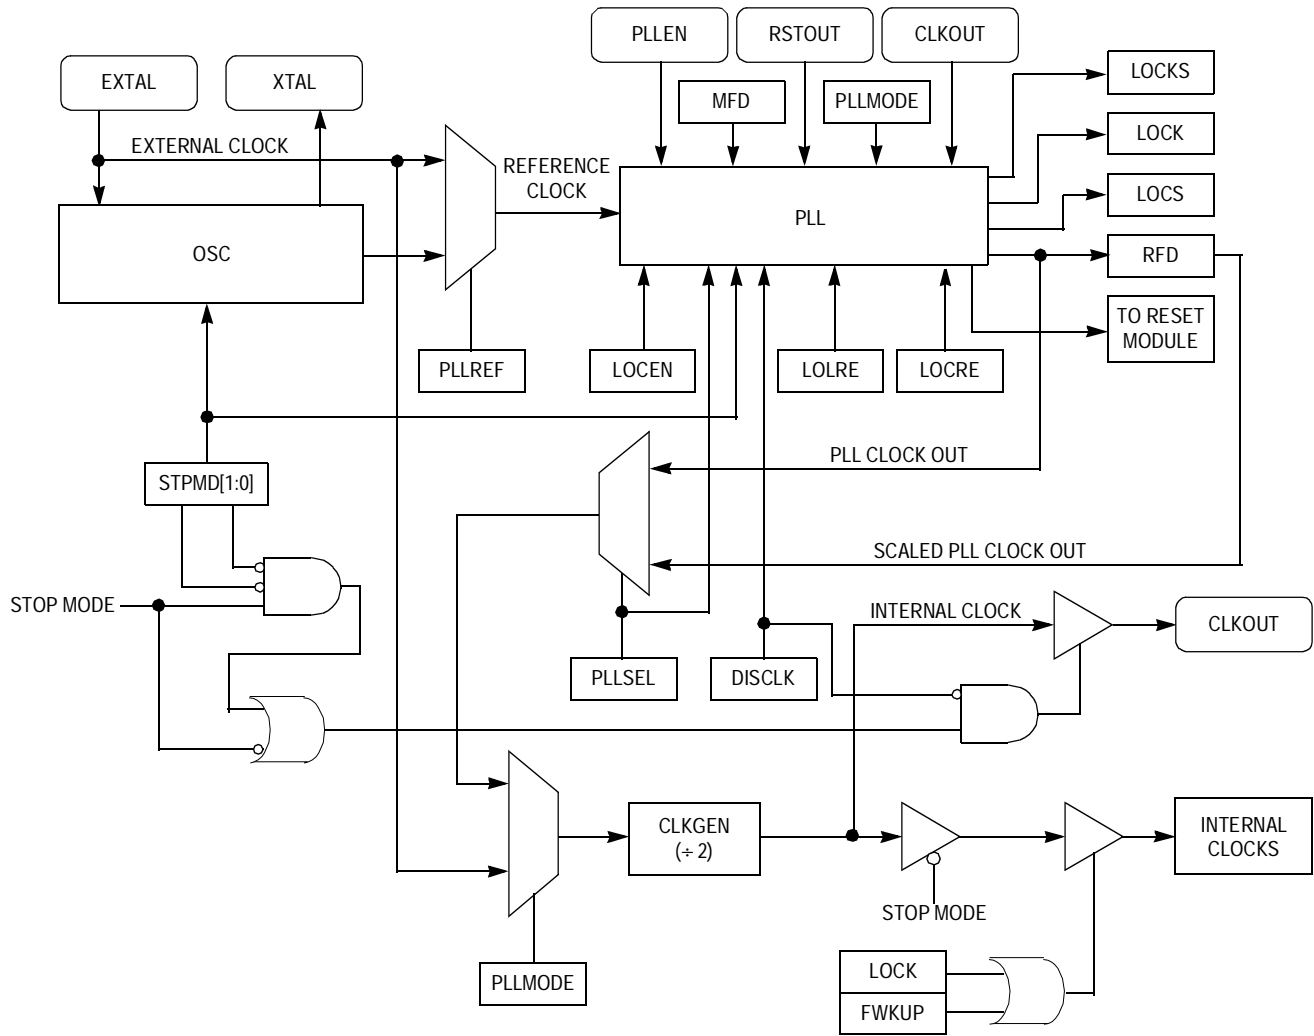 PLLEN
RSTOUT
CLKOUT
EXTAL
XTAL
MFD
PLLMODE
LOCKS
LOCK
EXTERNAL CLOCK
REFERENCE
CLOCK
LOCS
PLL
OSC
RFD
TO RESET
MODULE
PLLREF
LOCEN
LOLRE
LOCRE
PLL CLOCK OUT
STPMD[1:0]
SCALED PLL CLOCK OUT
STOP MODE
INTERNAL CLOCK
CLKOUT
PLLSEL
DISCLK
CLKGEN
(÷ 2)
INTERNAL
CLOCKS
STOP MODE
PLLMODE
LOCK
FWKUP